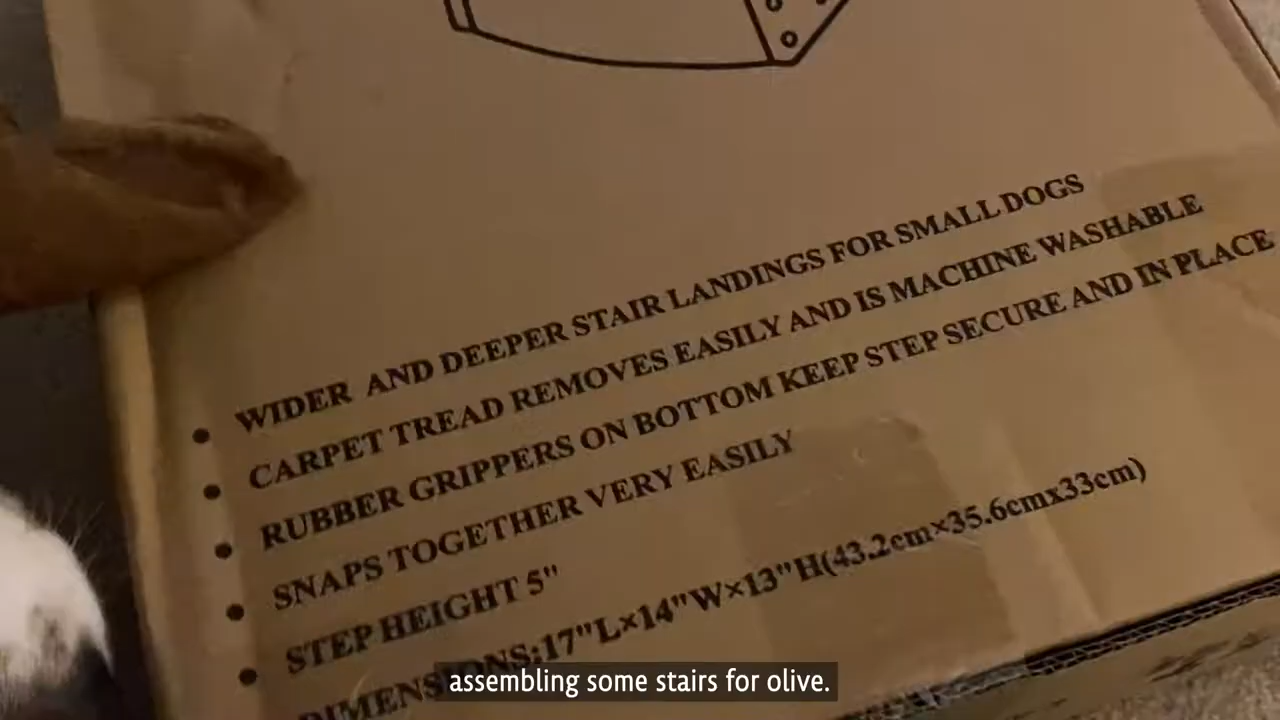 WIDER AND DEEPER STAIR LANDINGS FOR SMALL DOGS
CARPET TREAD REMOVES EASILY AND IS MACHINE WASHABLE
RUBBER GRIPPERS ON BOTTOM KEEP STEP SECURE AND IN PLACE
SNAPS TOGETHER VERY EASILY
STEP HEIGHT 5"
DIMENSIONS:17"L×14"W×13"H(43.2cm×35.6cmx33cm)
assembling some stairs for olive.